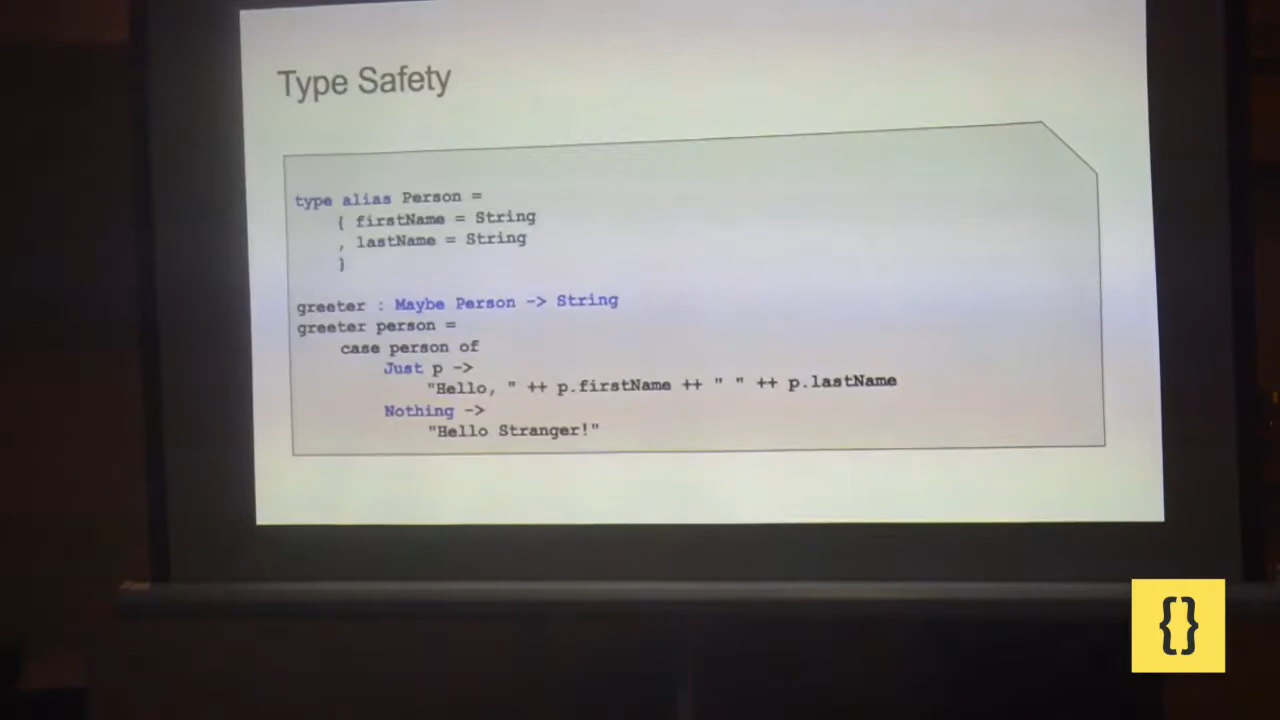 Type Safety
type alias Person =
{ firstName = String
, lastName = String
}
greeter : Maybe Person -> String
greeter person =
case person of
Just p ->
"Hello, " ++ p.firstName ++ " " ++ p.lastName
Nothing ->
"Hello Stranger!"
{}